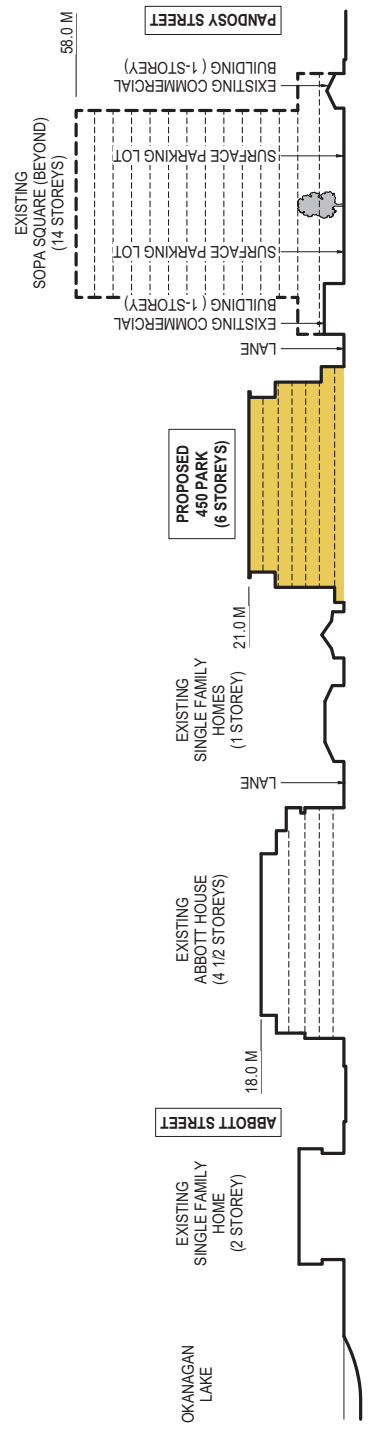 OKANAGAN
LAKE
EXISTING
SINGLE FAMILY
HOME
(2 STOREY)
ABBOTT STREET
18.0 M
EXISTING
ABBOTT HOUSE
(4 1/2 STOREYS)
LANE
EXISTING
SINGLE FAMILY
HOMES
(1 STOREY)
21.0 M
PROPOSED
450 PARK
(6 STOREYS)
LANE
EXISTING COMMERCIAL
BUILDING ( 1-STOREY)
SURFACE PARKING LOT
EXISTING
SOPA SQUARE (BEYOND)
(14 STOREYS)
SURFACE PARKING LOT
EXISTING COMMERCIAL
BUILDING ( 1-STOREY)
58.0 M
PANDOSY STREET